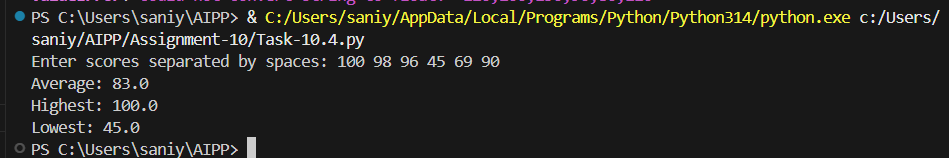 PS C:\Users\saniy\AIPP> & C:/Users/saniy/AppData/Local/Programs/Python/Python314/python.exe c:/Users/
saniy/AIPP/Assignment-10/Task-10.4.py
Enter scores separated by spaces: 100 98 96 45 69 90
Average: 83.0
Highest: 100.0
Lowest: 45.0
PS C:\Users\saniy\AIPP>